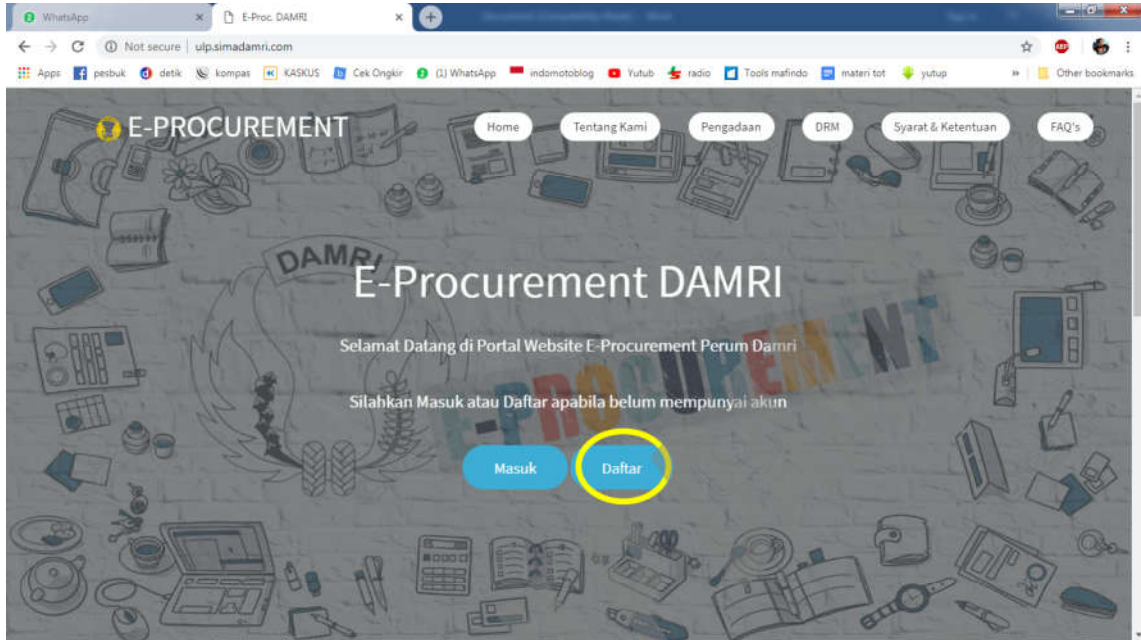 WhatsApp
E-Proc. DAMRI
Not secure | ulp.simadamri.com
ABP
Apps pesbuk detik kompas KASKUS Cek Ongkir (1) WhatsApp indomotoblog Yutub radio Tools mafindo materi tot yutup » Other bookmarks
E-PROCUREMENT Home Tentang Kami Pengadaan DRM Syarat & Ketentuan FAQ's
DAMRI
E-Procurement DAMRI
Selamat Datang di Portal Website E-Procurement Perum Damri
E-PROCUPEMENT
Silahkan Masuk atau Daftar apabila belum mempunyai akun
Masuk Daftar